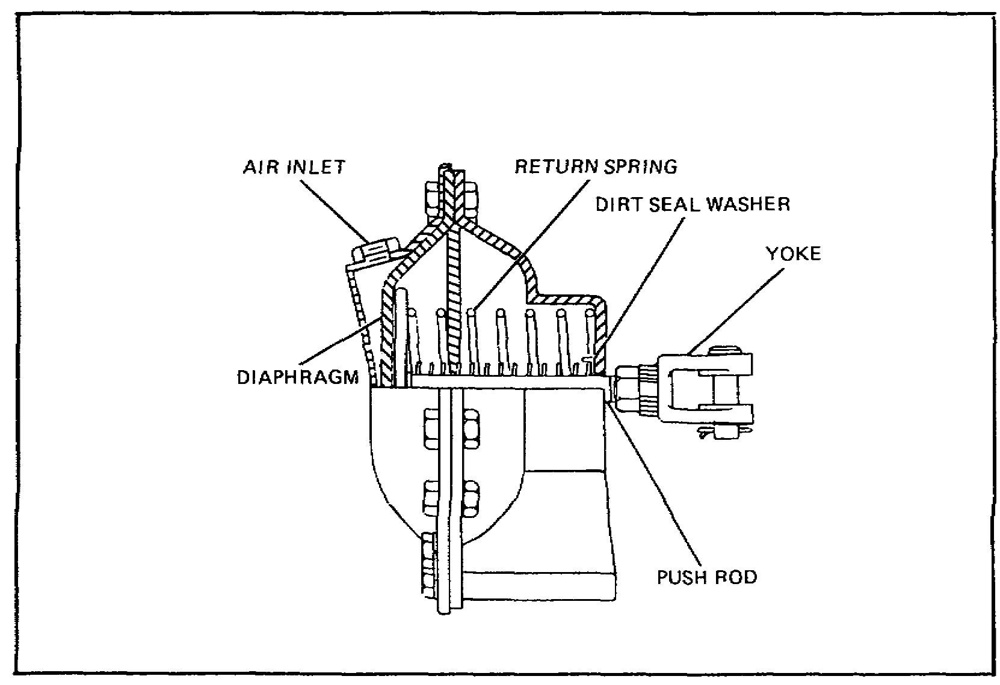 AIR INLET
RETURN SPRING
DIRT SEAL WASHER
YOKE
DIAPHRAGM
PUSH ROD